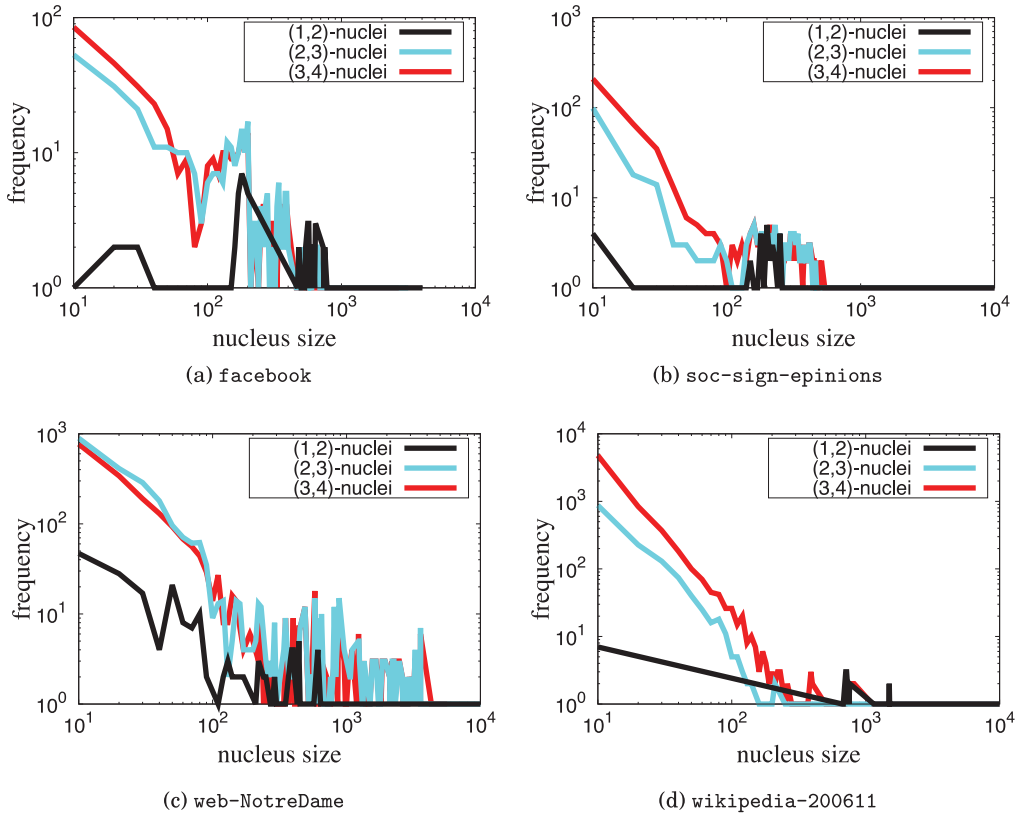 10^2
10^1
10^0
frequency
(1,2)-nuclei
(2,3)-nuclei
(3,4)-nuclei
10^1 10^2 10^3 10^4
nucleus size
(a) facebook
10^3
10^2
10^1
10^0
frequency
(1,2)-nuclei
(2,3)-nuclei
(3,4)-nuclei
10^1 10^2 10^3 10^4
nucleus size
(b) soc-sign-epinions
10^3
10^2
10^1
10^0
frequency
(1,2)-nuclei
(2,3)-nuclei
(3,4)-nuclei
10^1 10^2 10^3 10^4
nucleus size
(c) web-NotreDame
10^4
10^3
10^2
10^1
10^0
frequency
(1,2)-nuclei
(2,3)-nuclei
(3,4)-nuclei
10^1 10^2 10^3 10^4
nucleus size
(d) wikipedia-200611